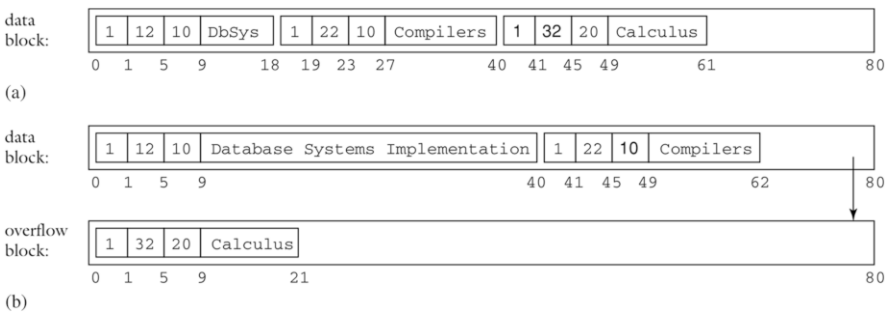 data
block:
1 12 10 DbSys 1 22 10 Compilers 1 32 20 Calculus
0 1 5 9 18 19 23 27 40 41 45 49 61 80
(a)
data
block:
1 12 10 Database Systems Implementation 1 22 10 Compilers
0 1 5 9 40 41 45 49 62 80
overflow
block:
1 32 20 Calculus
0 1 5 9 21 80
(b)